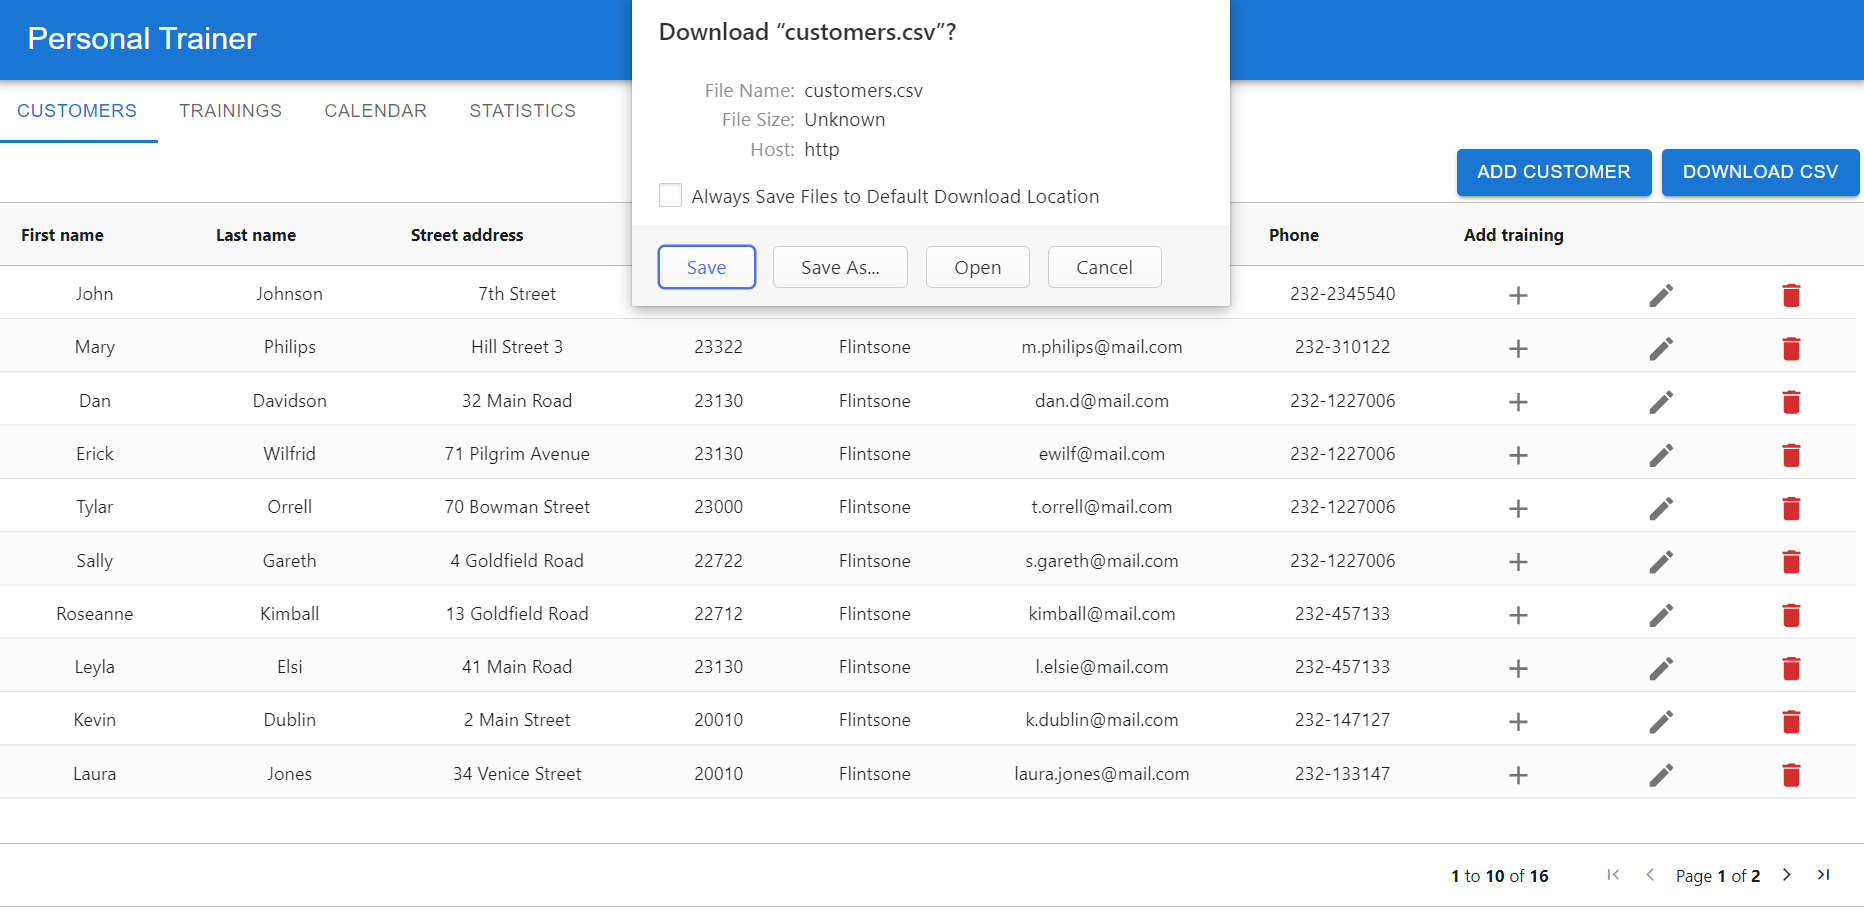 Personal Trainer
Download “customers.csv”?
File Name: customers.csv
File Size: Unknown
Host: http
Always Save Files to Default Download Location
Save Save As... Open Cancel
CUSTOMERS TRAININGS CALENDAR STATISTICS
ADD CUSTOMER DOWNLOAD CSV
First name Last name Street address Phone Add training
John Johnson 7th Street 232-2345540
Mary Philips Hill Street 3 23322 Flintsone m.philips@mail.com 232-310122
Dan Davidson 32 Main Road 23130 Flintsone dan.d@mail.com 232-1227006
Erick Wilfrid 71 Pilgrim Avenue 23130 Flintsone ewilf@mail.com 232-1227006
Tylar Orrell 70 Bowman Street 23000 Flintsone t.orrell@mail.com 232-1227006
Sally Gareth 4 Goldfield Road 22722 Flintsone s.gareth@mail.com 232-1227006
Roseanne Kimball 13 Goldfield Road 22712 Flintsone kimball@mail.com 232-457133
Leyla Elsi 41 Main Road 23130 Flintsone l.elsie@mail.com 232-457133
Kevin Dublin 2 Main Street 20010 Flintsone k.dublin@mail.com 232-147127
Laura Jones 34 Venice Street 20010 Flintsone laura.jones@mail.com 232-133147
1 to 10 of 16 Page 1 of 2